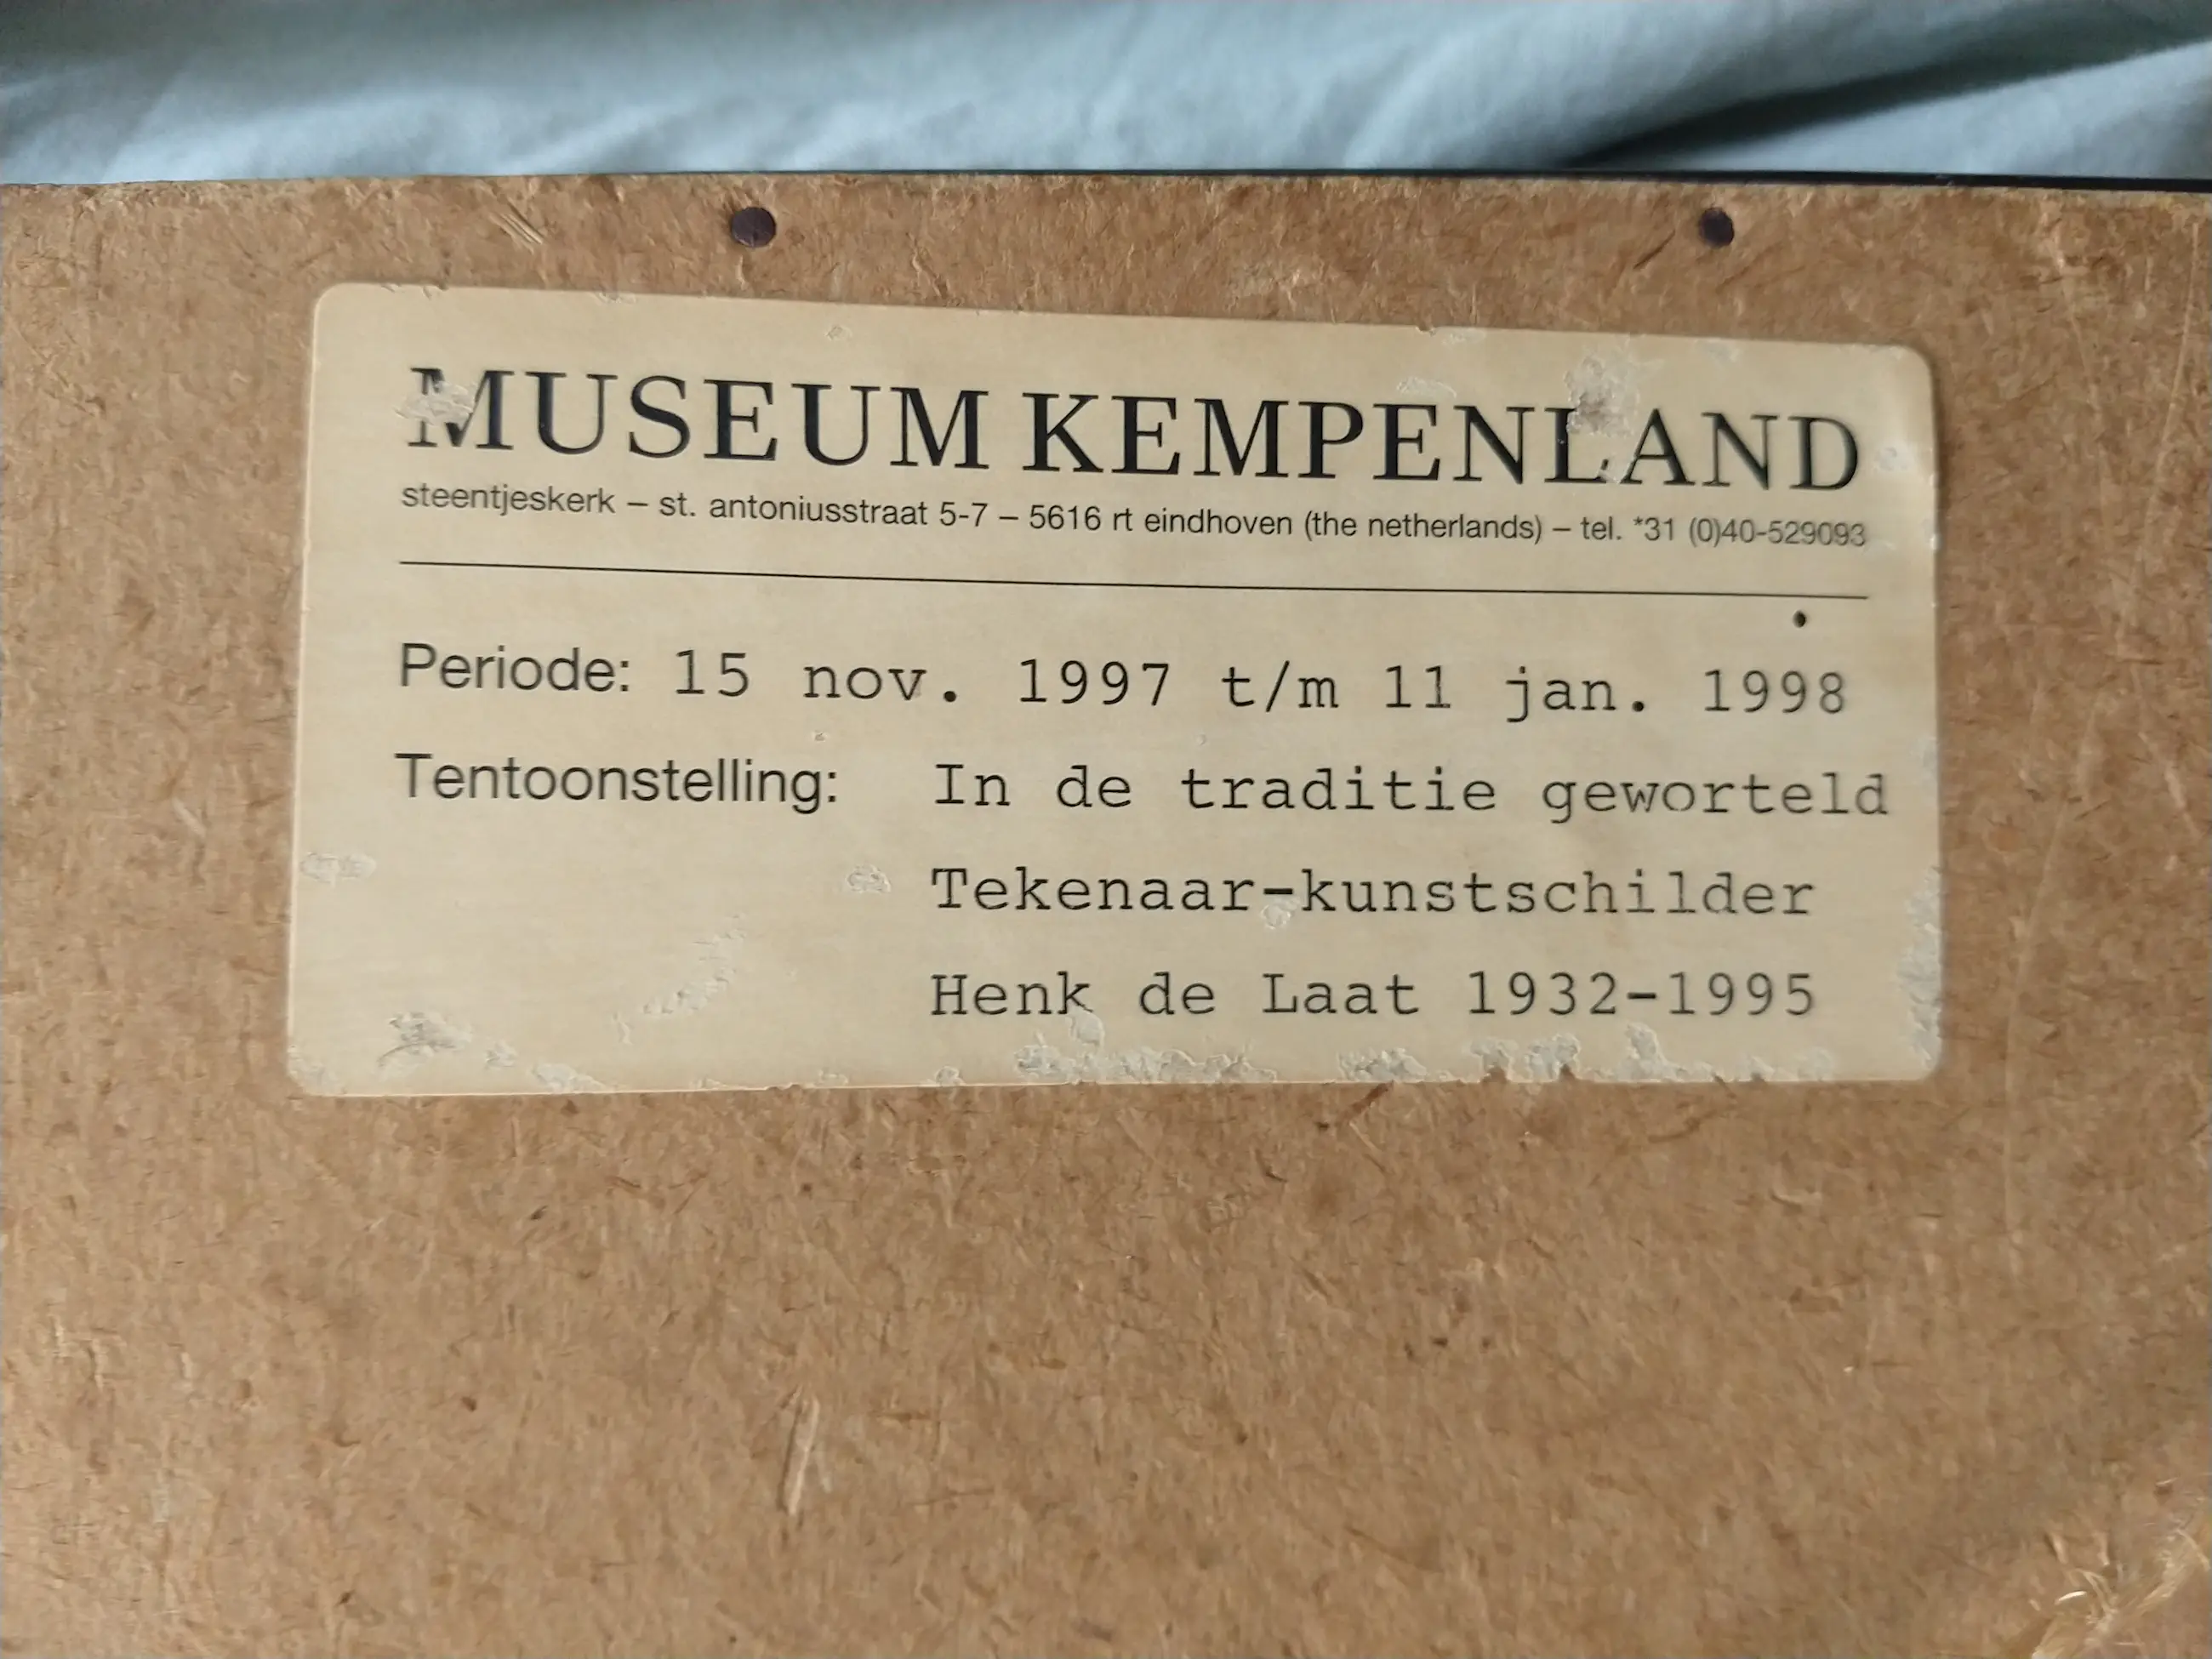 MUSEUM KEMPENLAND
steentjeskerk – st. antoniusstraat 5-7 – 5616 rt eindhoven (the netherlands) – tel. *31 (0)40-529093
Periode: 15 nov. 1997 t/m 11 jan. 1998
Tentoonstelling: In de traditie geworteld
Tekenaar-kunstschilder
Henk de Laat 1932-1995